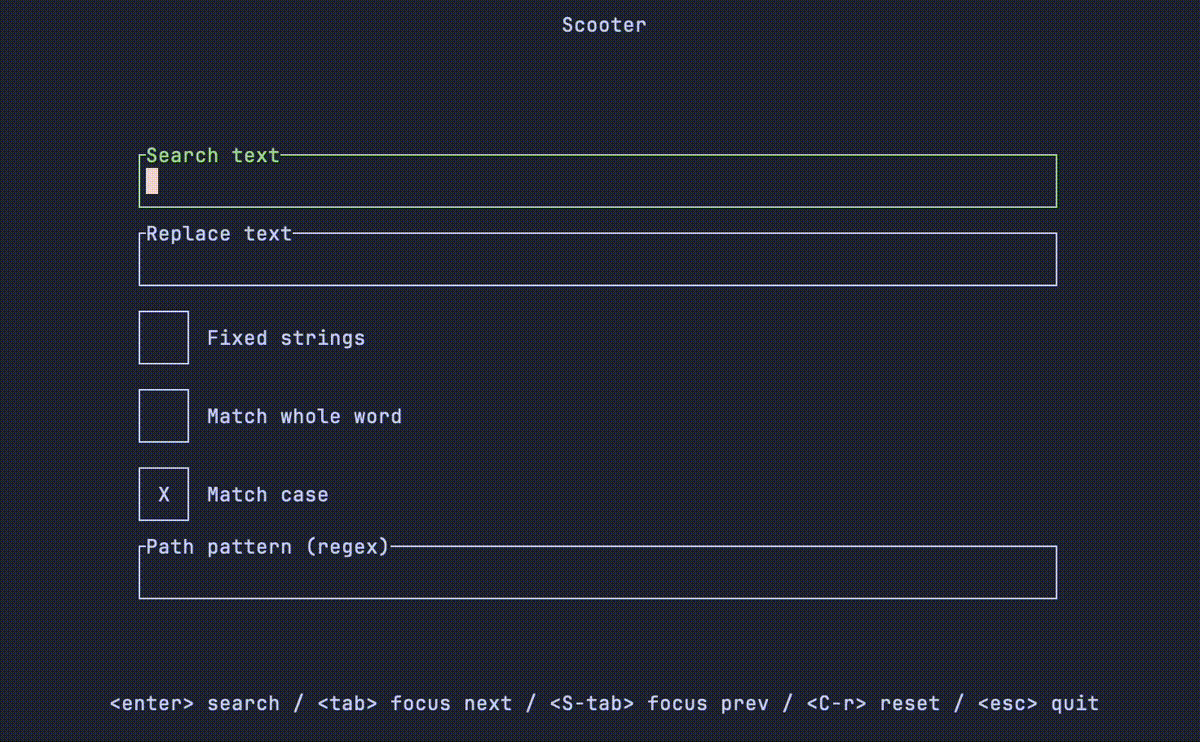 Scooter
Search text
Replace text
Fixed strings
Match whole word
X Match case
Path pattern (regex)
<enter> search / <tab> focus next / <S-tab> focus prev / <C-r> reset / <esc> quit